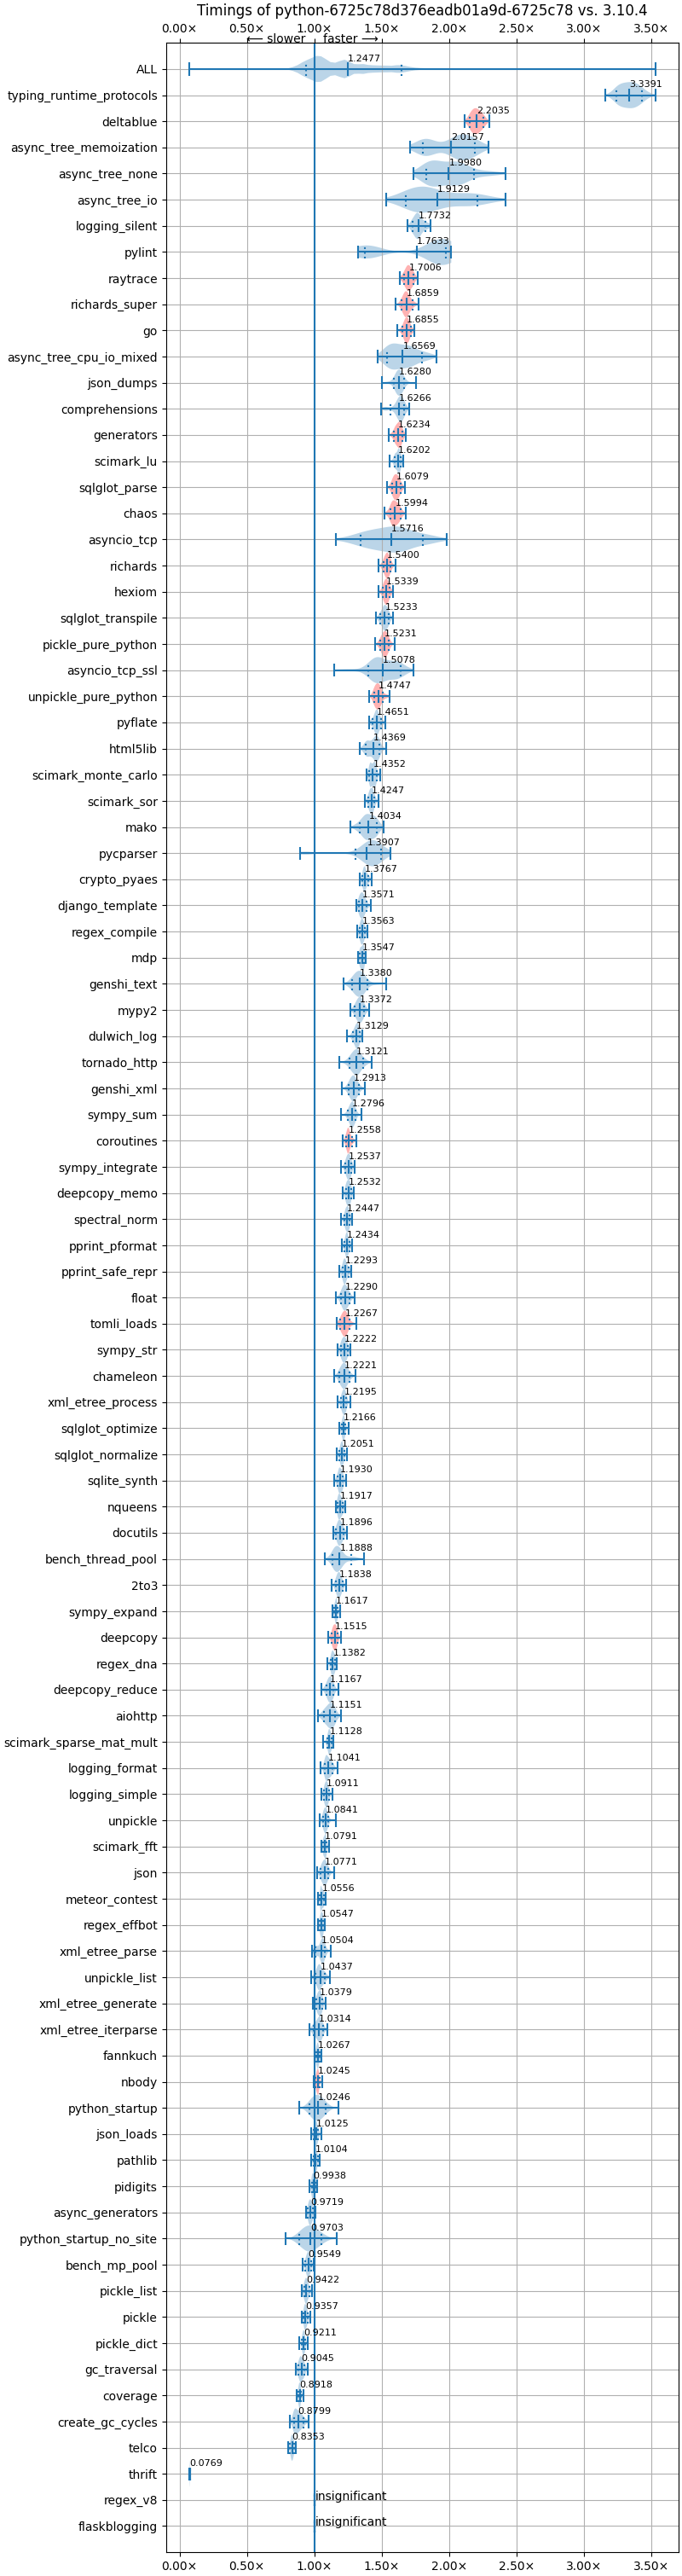 Timings of python-6725c78d376eadb01a9d-6725c78 vs. 3.10.4
0.00× 0.50× 1.00× 1.50× 2.00× 2.50× 3.00× 3.50×
⟵ slower faster ⟶
ALL 1.2477
typing_runtime_protocols 3.3391
deltablue 2.2035
async_tree_memoization 2.0157
async_tree_none 1.9980
async_tree_io 1.9129
logging_silent 1.7732
pylint 1.7633
raytrace 1.7006
richards_super 1.6859
go 1.6855
async_tree_cpu_io_mixed 1.6569
json_dumps 1.6280
comprehensions 1.6266
generators 1.6234
scimark_lu 1.6202
sqlglot_parse 1.6079
chaos 1.5994
asyncio_tcp 1.5716
richards 1.5400
hexiom 1.5339
sqlglot_transpile 1.5233
pickle_pure_python 1.5231
asyncio_tcp_ssl 1.5078
unpickle_pure_python 1.4747
pyflate 1.4651
html5lib 1.4369
scimark_monte_carlo 1.4352
scimark_sor 1.4247
mako 1.4034
pycparser 1.3907
crypto_pyaes 1.3767
django_template 1.3571
regex_compile 1.3563
mdp 1.3547
genshi_text 1.3380
mypy2 1.3372
dulwich_log 1.3129
tornado_http 1.3121
genshi_xml 1.2913
sympy_sum 1.2796
coroutines 1.2558
sympy_integrate 1.2537
deepcopy_memo 1.2532
spectral_norm 1.2447
pprint_pformat 1.2434
pprint_safe_repr 1.2293
float 1.2290
tomli_loads 1.2267
sympy_str 1.2222
chameleon 1.2221
xml_etree_process 1.2195
sqlglot_optimize 1.2166
sqlglot_normalize 1.2051
sqlite_synth 1.1930
nqueens 1.1917
docutils 1.1896
bench_thread_pool 1.1888
2to3 1.1838
sympy_expand 1.1617
deepcopy 1.1515
regex_dna 1.1382
deepcopy_reduce 1.1167
aiohttp 1.1151
scimark_sparse_mat_mult 1.1128
logging_format 1.1041
logging_simple 1.0911
unpickle 1.0841
scimark_fft 1.0791
json 1.0771
meteor_contest 1.0556
regex_effbot 1.0547
xml_etree_parse 1.0504
unpickle_list 1.0437
xml_etree_generate 1.0379
xml_etree_iterparse 1.0314
fannkuch 1.0267
nbody 1.0245
python_startup 1.0246
json_loads 1.0125
pathlib 1.0104
pidigits 0.9938
async_generators 0.9719
python_startup_no_site 0.9703
bench_mp_pool 0.9549
pickle_list 0.9422
pickle 0.9357
pickle_dict 0.9211
gc_traversal 0.9045
coverage 0.8918
create_gc_cycles 0.8799
telco 0.8353
thrift 0.0769
regex_v8 insignificant
flaskblogging insignificant
0.00× 0.50× 1.00× 1.50× 2.00× 2.50× 3.00× 3.50×